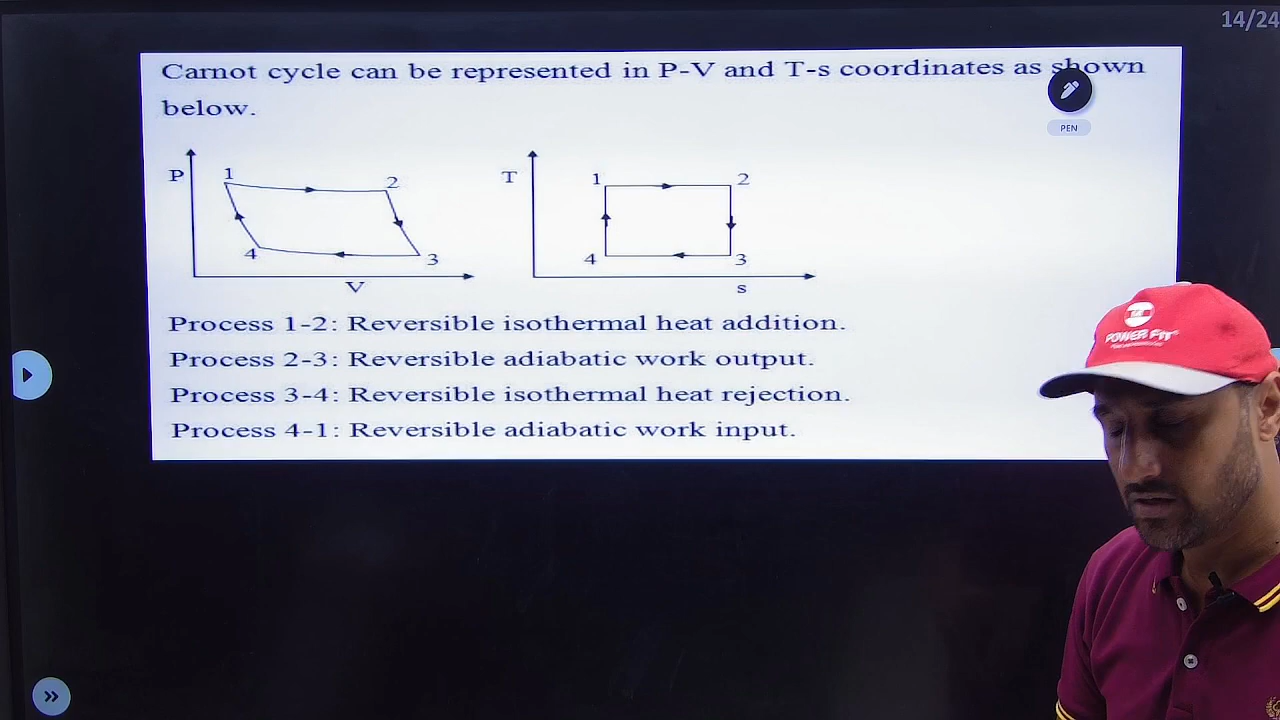 14/24
Carnot cycle can be represented in P-V and T-s coordinates as shown
below.
PEN
P
1
2
4
3
V
T
1
2
4
3
s
Process 1-2: Reversible isothermal heat addition.
Process 2-3: Reversible adiabatic work output.
Process 3-4: Reversible isothermal heat rejection.
Process 4-1: Reversible adiabatic work input.
POWER FIT